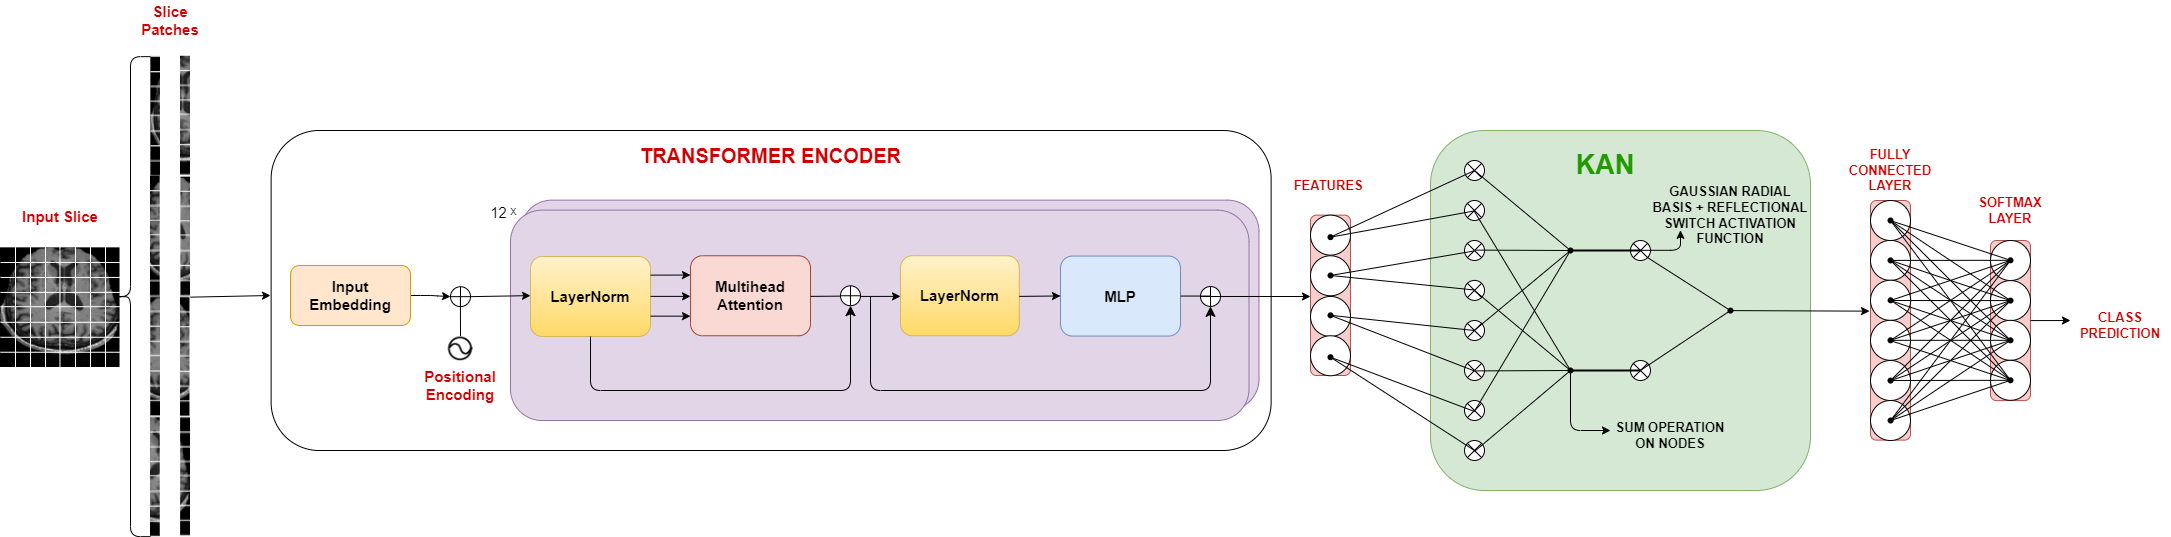 Slice
Patches
Input Slice
TRANSFORMER ENCODER
12 x
Input
Embedding
Positional
Encoding
LayerNorm
Multihead
Attention
LayerNorm
MLP
FEATURES
KAN
GAUSSIAN RADIAL
BASIS + REFLECTIONAL
SWITCH ACTIVATION
FUNCTION
SUM OPERATION
ON NODES
FULLY
CONNECTED
LAYER
SOFTMAX
LAYER
CLASS
PREDICTION